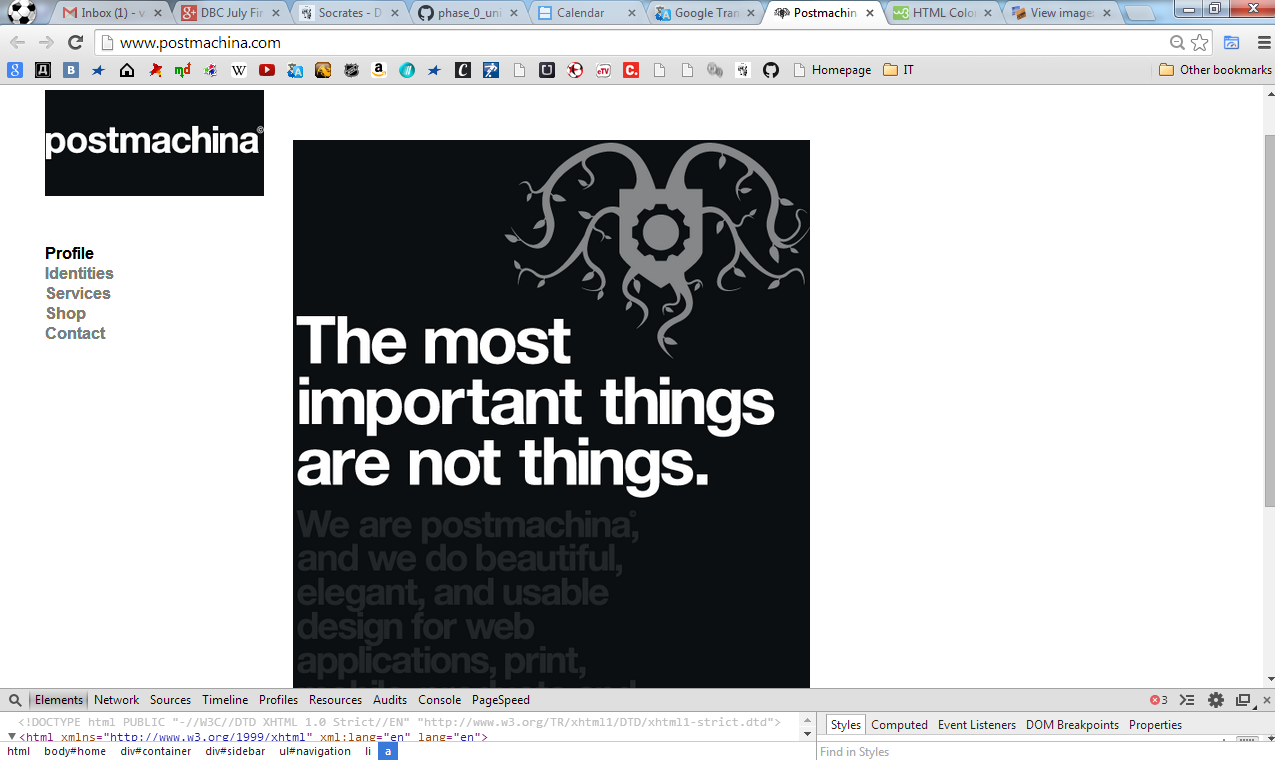 Inbox (1) - v
DBC July Fir
Socrates - D
phase_0_uni
Calendar
Google Tran
Postmachin
HTML Color
View images
www.postmachina.com
Homepage
IT
Other bookmarks
postmachina©
Profile
Identities
Services
Shop
Contact
The most
important things
are not things.
We are postmachina©,
and we do beautiful,
elegant, and usable
design for web
applications, print,
Elements Network Sources Timeline Profiles Resources Audits Console PageSpeed
3
<!DOCTYPE html PUBLIC "-//W3C//DTD XHTML 1.0 Strict//EN" "http://www.w3.org/TR/xhtml1/DTD/xhtml1-strict.dtd">
<html xmlns="http://www.w3.org/1999/xhtml" xml:lang="en" lang="en">
html body#home div#container div#sidebar ul#navigation li a
Styles Computed Event Listeners DOM Breakpoints Properties
Find in Styles